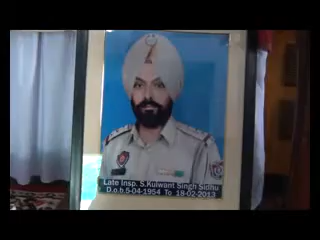 Late Insp. S.Kulwant Singh Sidhu
D.o.b.5-04-1954 To 18-02-2013